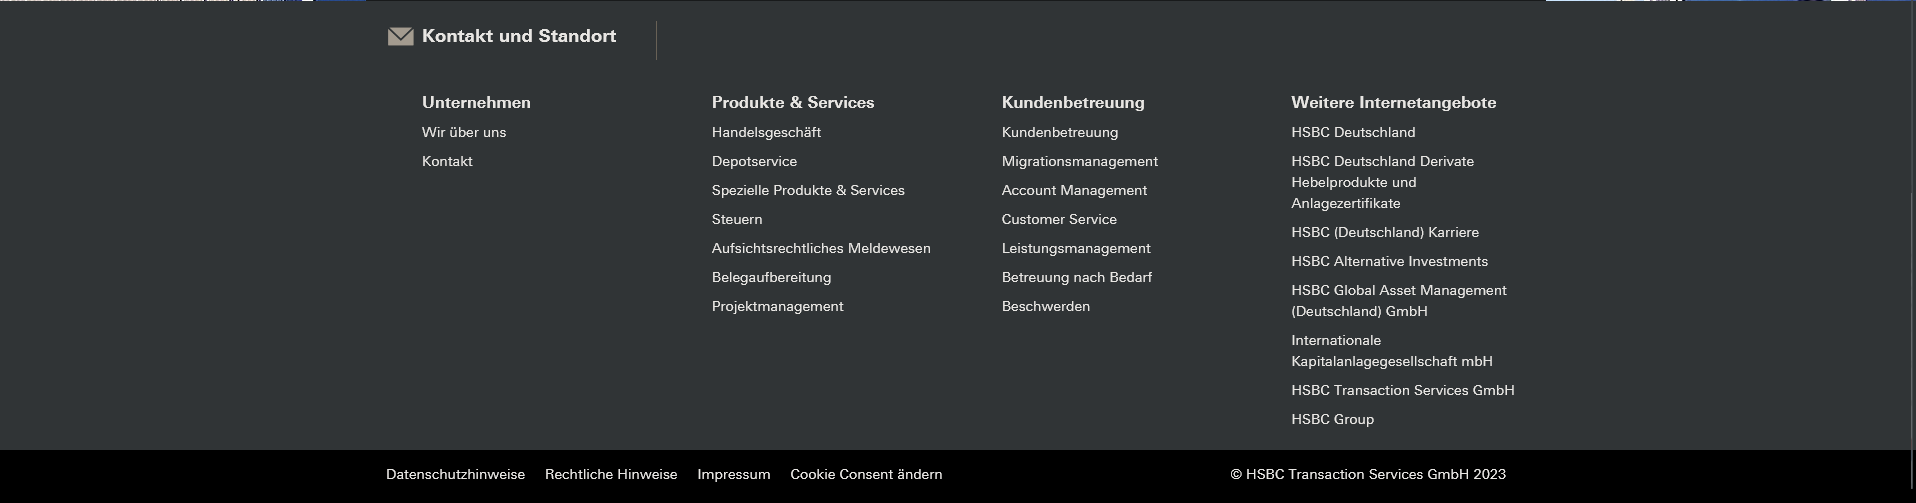 Kontakt und Standort
Unternehmen
Wir über uns
Kontakt
Produkte & Services
Handelsgeschäft
Depotservice
Spezielle Produkte & Services
Steuern
Aufsichtsrechtliches Meldewesen
Belegaufbereitung
Projektmanagement
Kundenbetreuung
Kundenbetreuung
Migrationsmanagement
Account Management
Customer Service
Leistungsmanagement
Betreuung nach Bedarf
Beschwerden
Weitere Internetangebote
HSBC Deutschland
HSBC Deutschland Derivate
Hebelprodukte und
Anlagezertifikate
HSBC (Deutschland) Karriere
HSBC Alternative Investments
HSBC Global Asset Management
(Deutschland) GmbH
Internationale
Kapitalanlagegesellschaft mbH
HSBC Transaction Services GmbH
HSBC Group
Datenschutzhinweise Rechtliche Hinweise Impressum Cookie Consent ändern © HSBC Transaction Services GmbH 2023